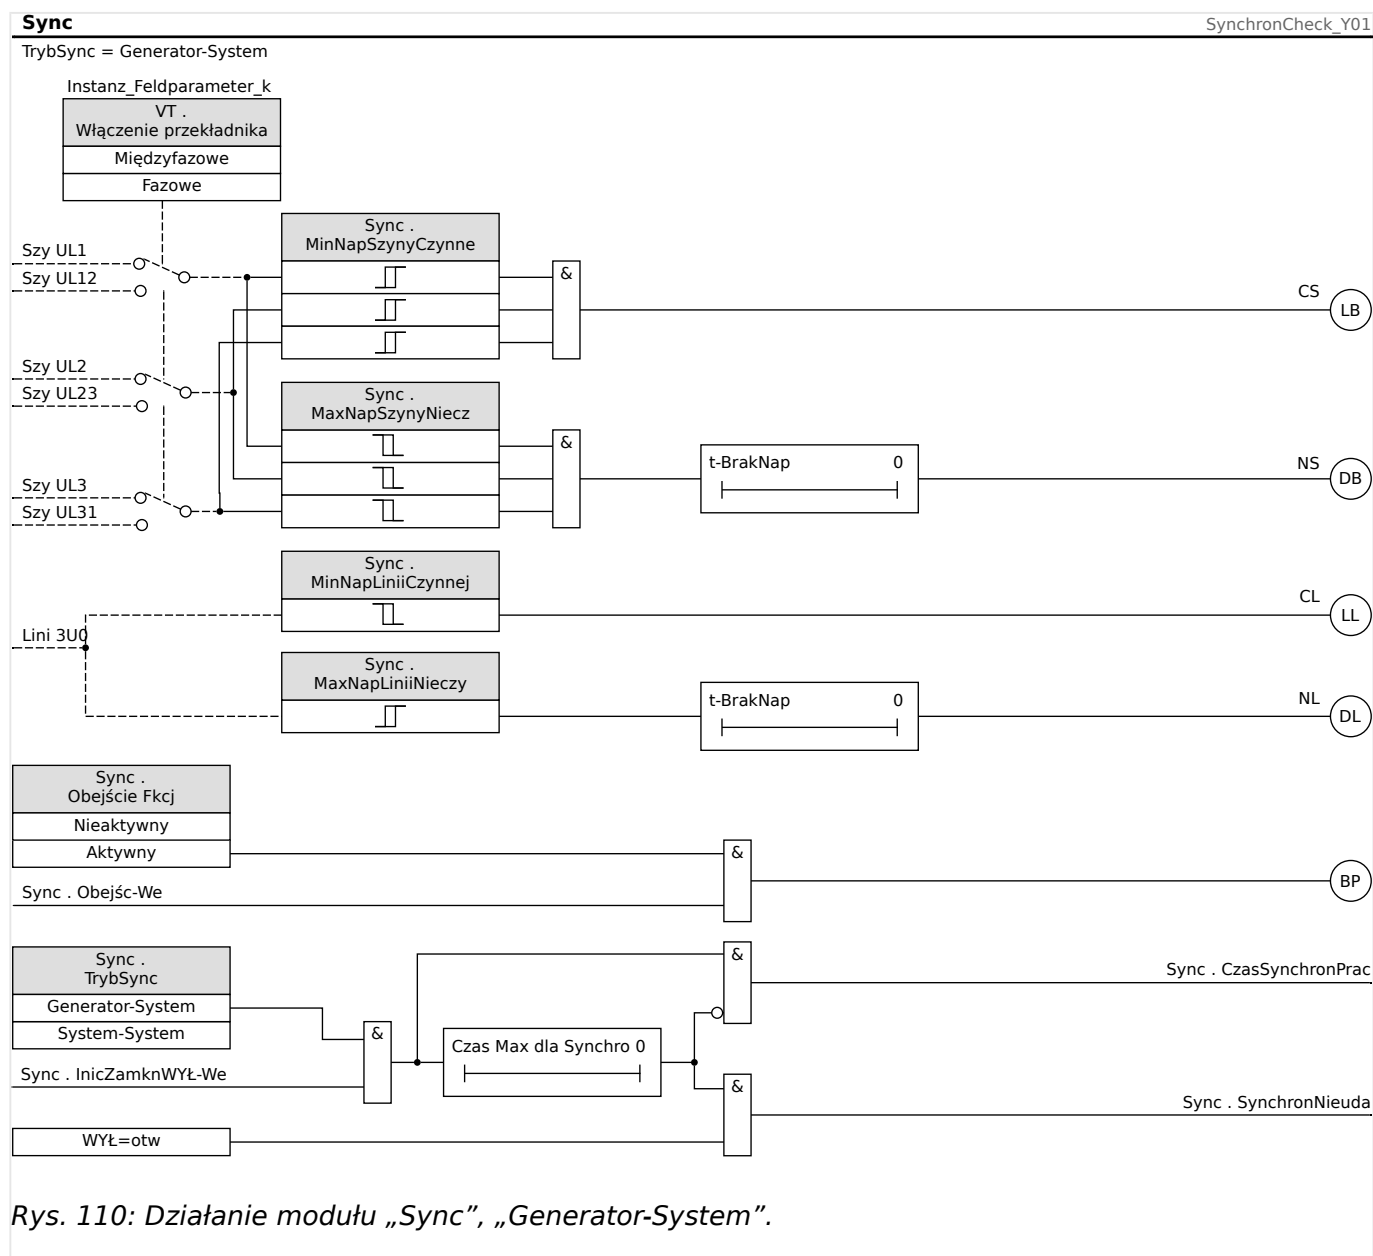 Sync
SynchronCheck_Y01
TrybSync = Generator-System
Instanz_Feldparameter_k
VT .
Włączenie przekładnika
Międzyfazowe
Fazowe
Sync .
MinNapSzynyCzynne
Szy UL1
Szy UL12
&
CS
LB
Szy UL2
Szy UL23
Sync .
MaxNapSzynyNiecz
&
t-BrakNap 0
NS
DB
Szy UL3
Szy UL31
Sync .
MinNapLiniiCzynnej
CL
LL
Lini 3U0
Sync .
MaxNapLiniiNieczy
t-BrakNap 0
NL
DL
Sync .
Obejście Fkcj
Nieaktywny
Aktywny
&
Sync . Obejśc-We
BP
Sync .
TrybSync
Generator-System
System-System
&
Sync . CzasSynchronPrac
&
Czas Max dla Synchro 0
Sync . InicZamknWYŁ-We
&
Sync . SynchronNieuda
WYŁ=otw
Rys. 110: Działanie modułu „Sync”, „Generator-System”.